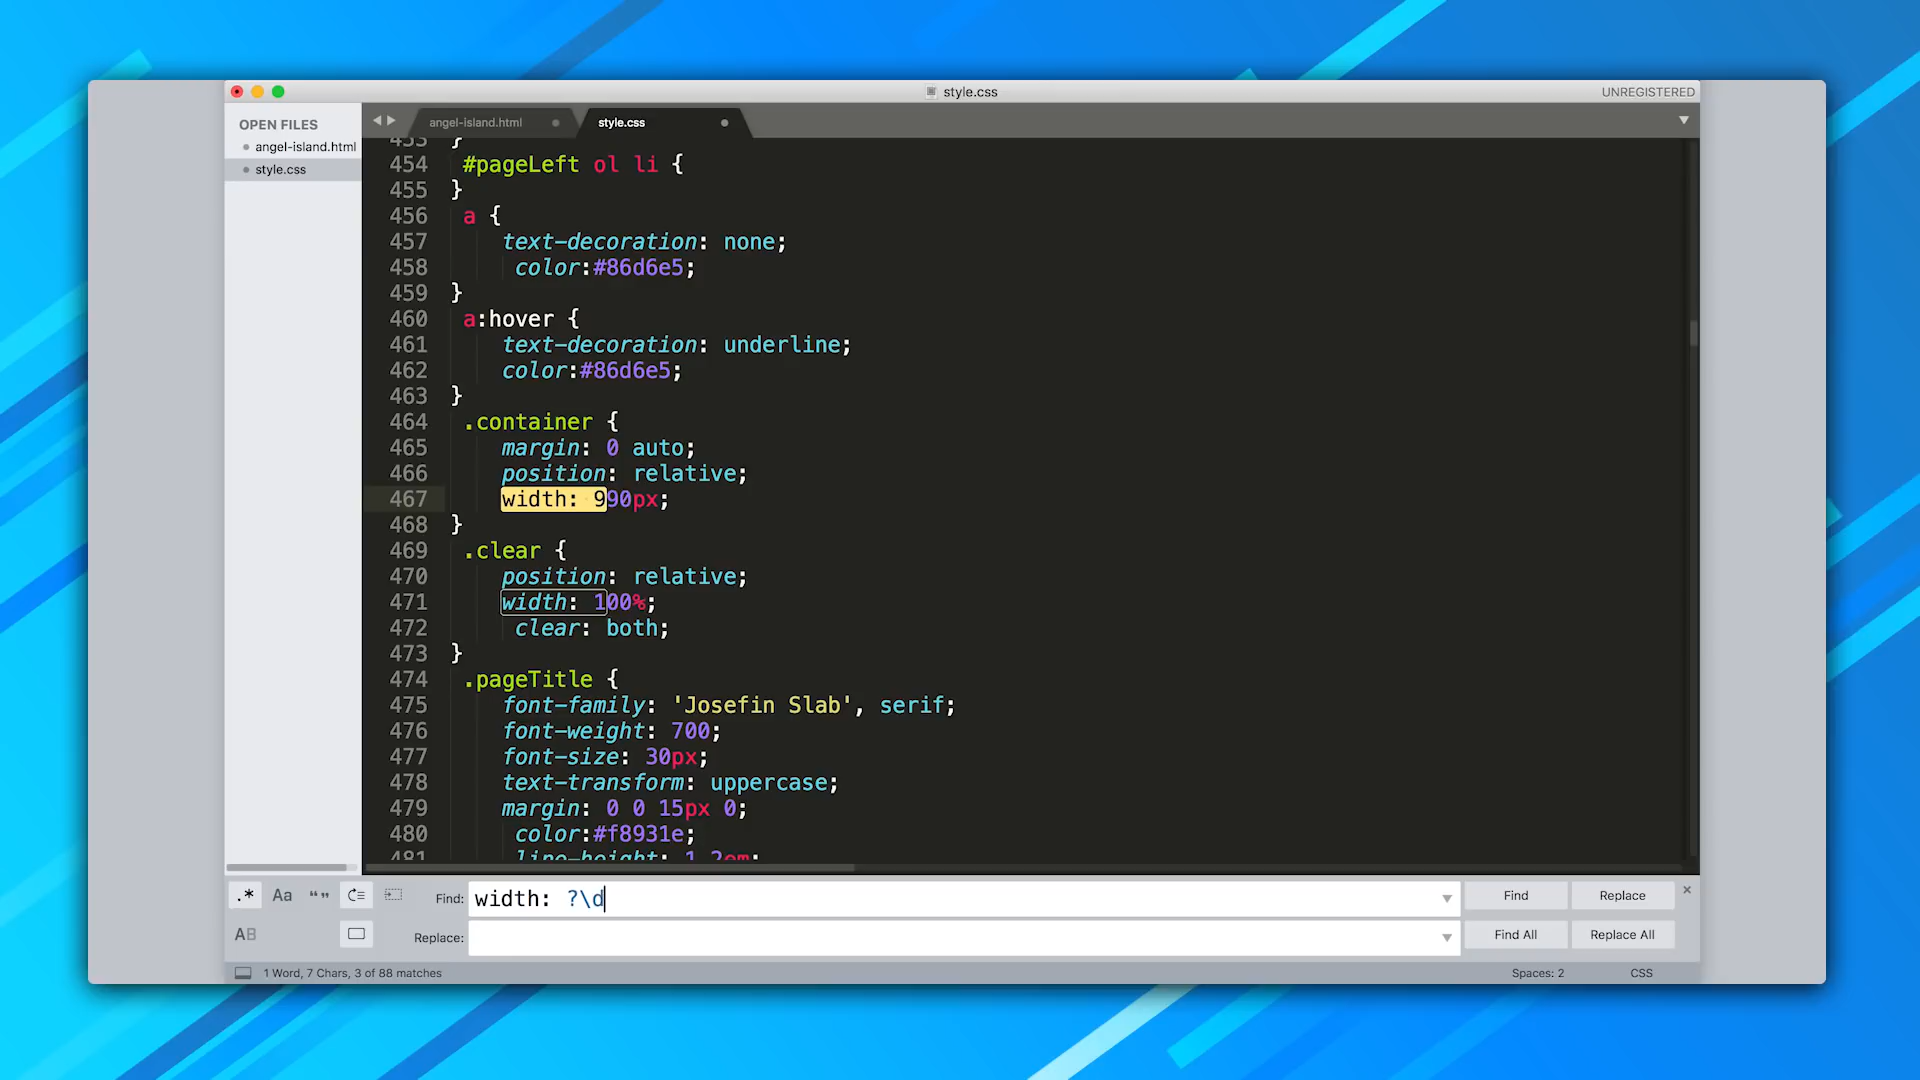 style.css
UNREGISTERED
OPEN FILES
angel-island.html
style.css
angel-island.html
style.css
453 }
454 #pageLeft ol li {
455 }
456 a {
457 text-decoration: none;
458 color:#86d6e5;
459 }
460 a:hover {
461 text-decoration: underline;
462 color:#86d6e5;
463 }
464 .container {
465 margin: 0 auto;
466 position: relative;
467 width: 990px;
468 }
469 .clear {
470 position: relative;
471 width: 100%;
472 clear: both;
473 }
474 .pageTitle {
475 font-family: 'Josefin Slab', serif;
476 font-weight: 700;
477 font-size: 30px;
478 text-transform: uppercase;
479 margin: 0 0 15px 0;
480 color:#f8931e;
481 line-height: 1.2em;
.* Aa “” Find: width: ?\d Find Replace
AB Replace: Find All Replace All
1 Word, 7 Chars, 3 of 88 matches Spaces: 2 CSS